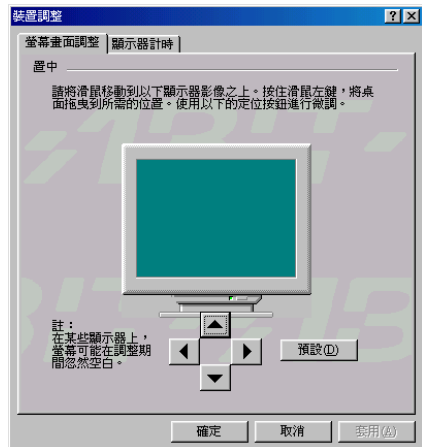 裝置調整
螢幕畫面調整 顯示器計時
置中
請將滑鼠移動到以下顯示器影像之上。按住滑鼠左鍵，將桌
面拖曳到所需的位置。使用以下的定位按鈕進行微調。
註：
在某些顯示器上，
螢幕可能在調整期
間忽然空白。
預設(D)
確定 取消 套用(A)